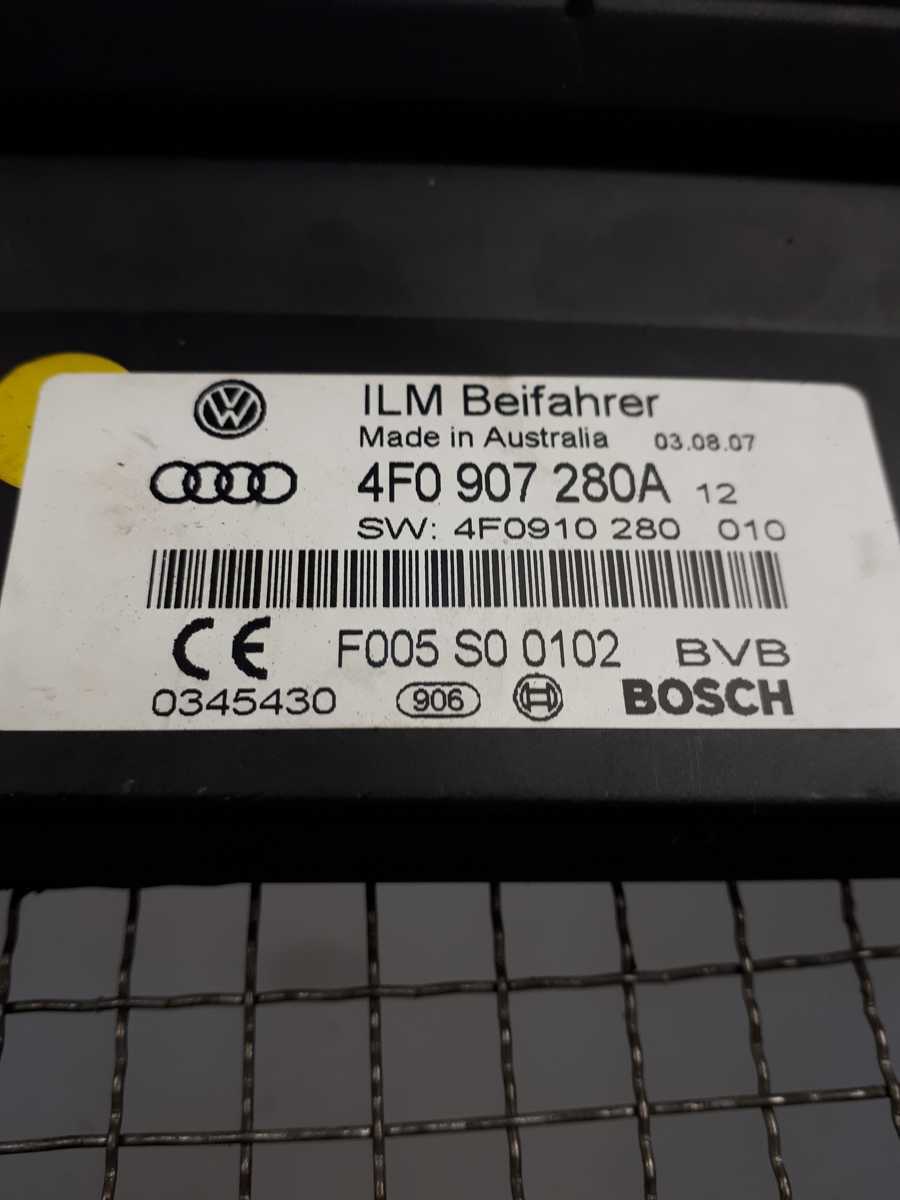 ILM Beifahrer
Made in Australia 03.08.07
4F0 907 280A 12
SW: 4F0910 280 010
CE F005 S0 0102 BVB
0345430 906 BOSCH